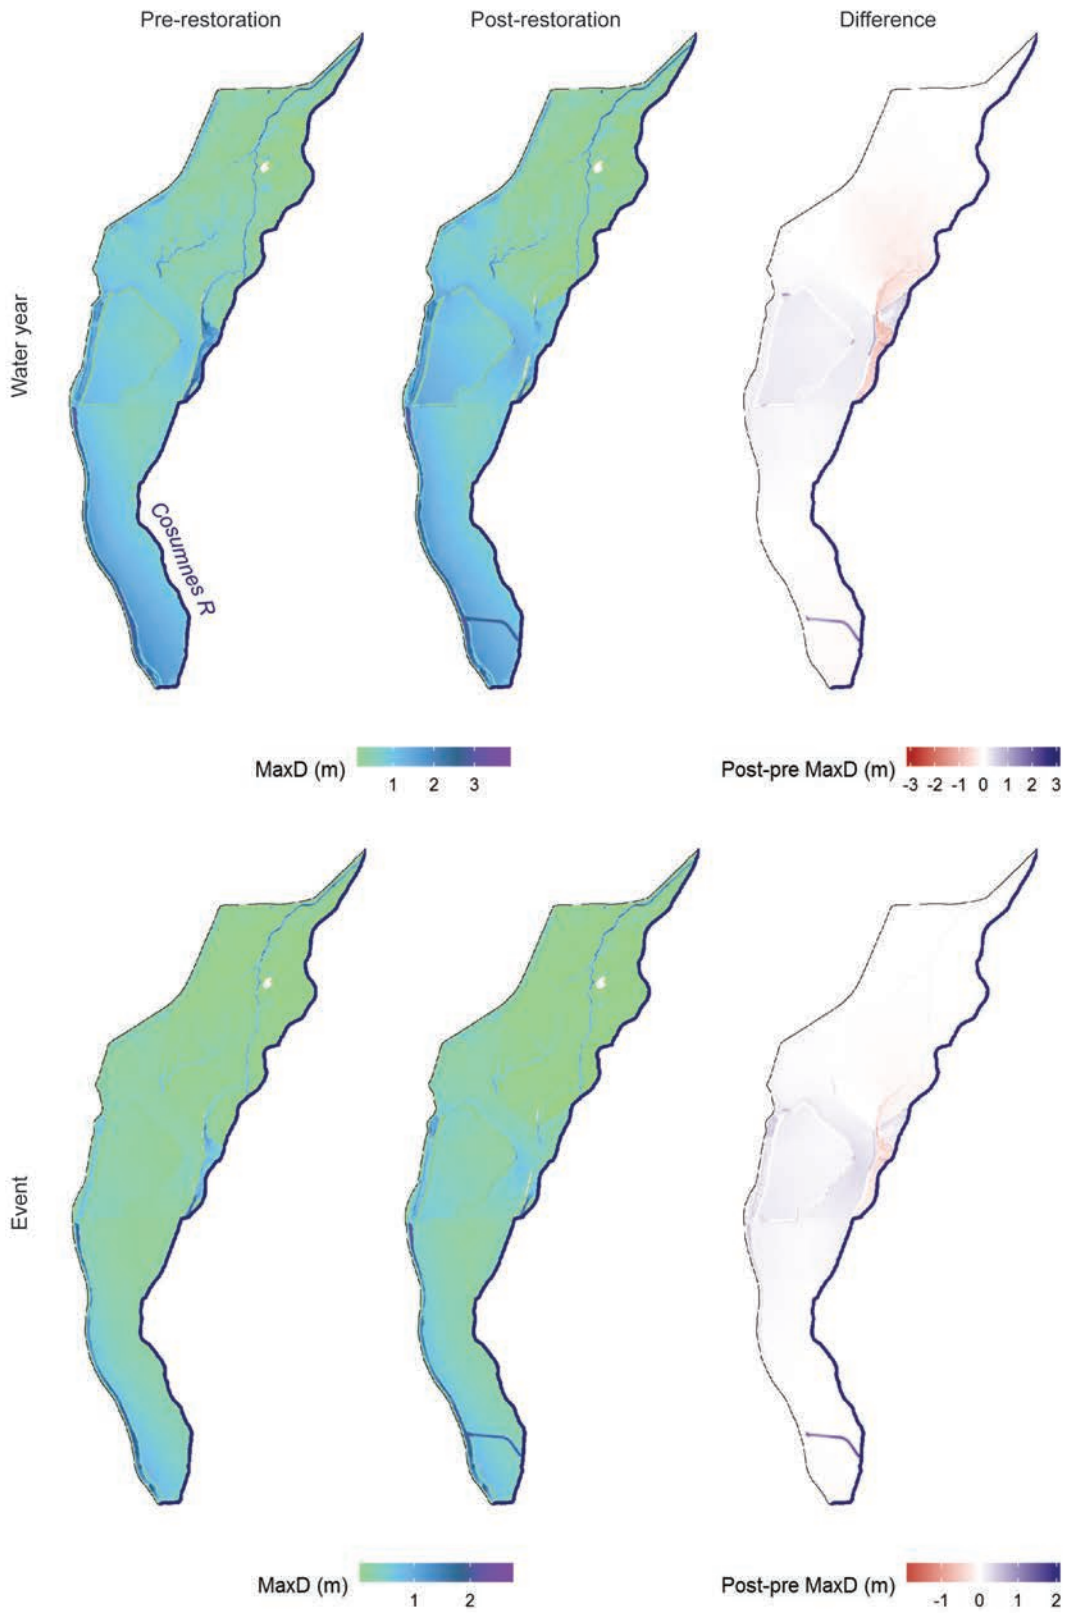 Pre-restoration Post-restoration Difference
Water year
Cosumnes R
MaxD (m)
1 2 3
Post-pre MaxD (m)
-3 -2 -1 0 1 2 3
Event
MaxD (m)
1 2
Post-pre MaxD (m)
-1 0 1 2